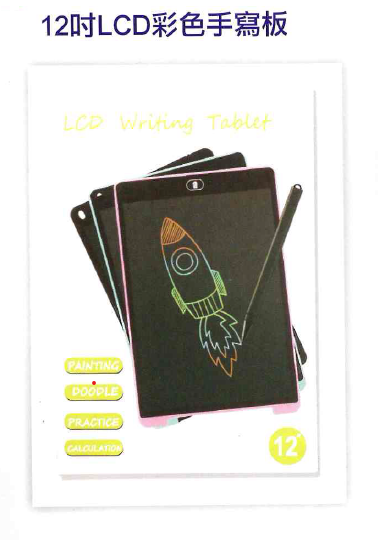 12吋LCD彩色手寫板
LCD Writing Tablet
PAINTING
DOODLE
PRACTICE
CALCULATION
12"